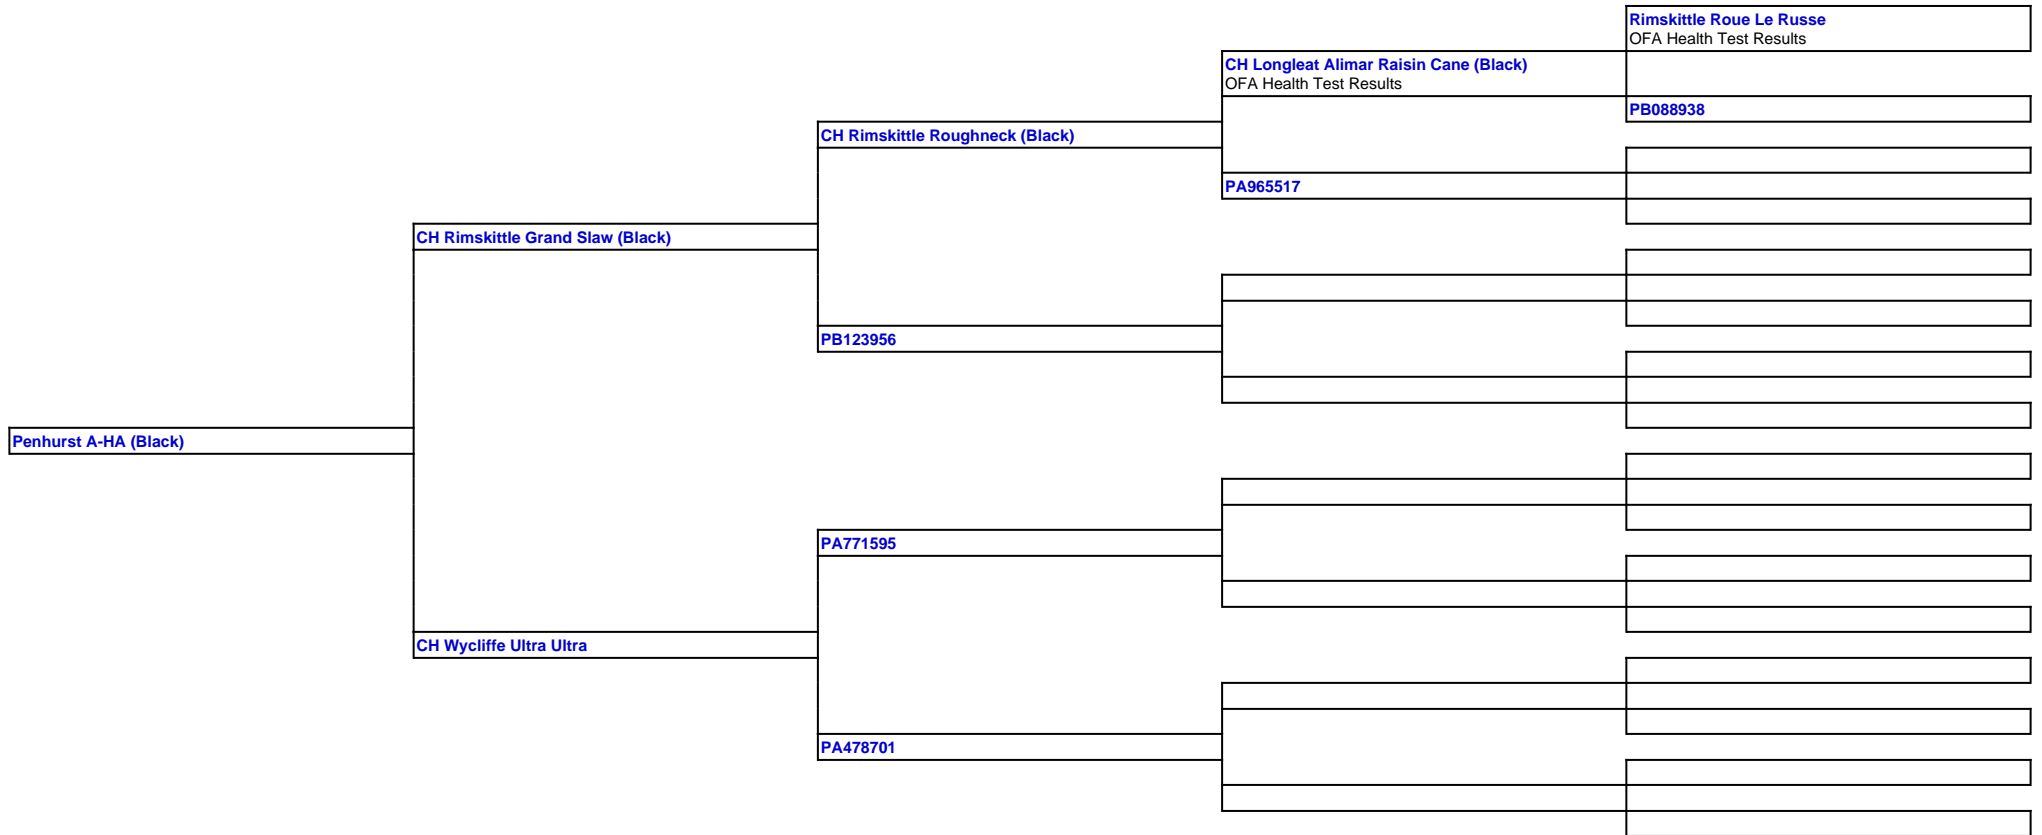 Rimskittle Roue Le Russe
OFA Health Test Results
CH Longleat Alimar Raisin Cane (Black)
OFA Health Test Results
PB088938
CH Rimskittle Roughneck (Black)
PA965517
CH Rimskittle Grand Slaw (Black)
PB123956
Penhurst A-HA (Black)
PA771595
CH Wycliffe Ultra Ultra
PA478701